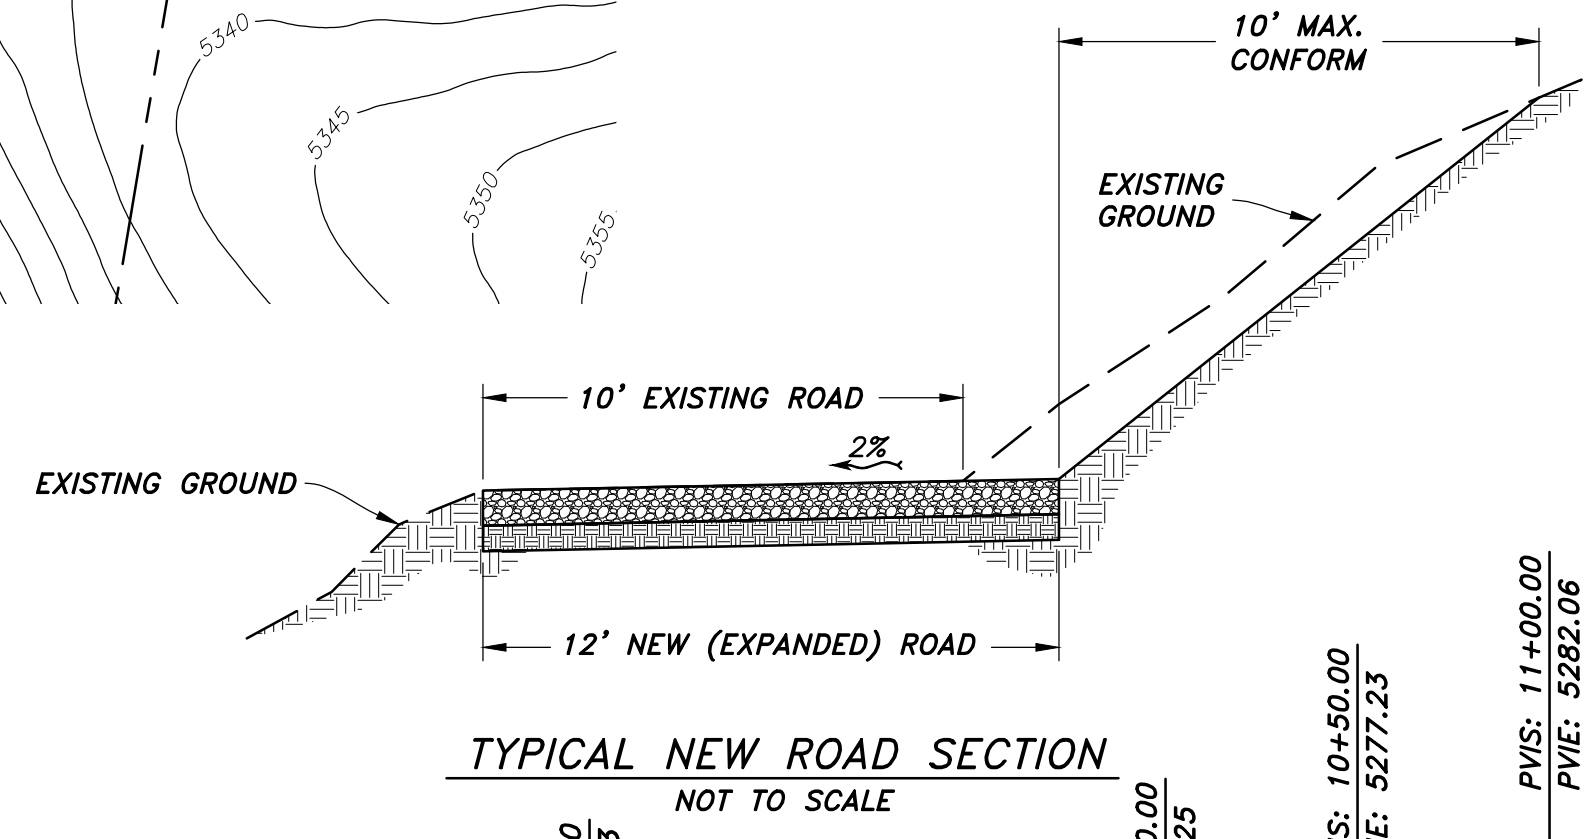 5340
5345
5350
5355
10' MAX.
CONFORM
EXISTING
GROUND
10' EXISTING ROAD
2%
EXISTING GROUND
12' NEW (EXPANDED) ROAD
TYPICAL NEW ROAD SECTION
NOT TO SCALE
10+50.00
5277.23
PVIS: 11+00.00
PVIE: 5282.06